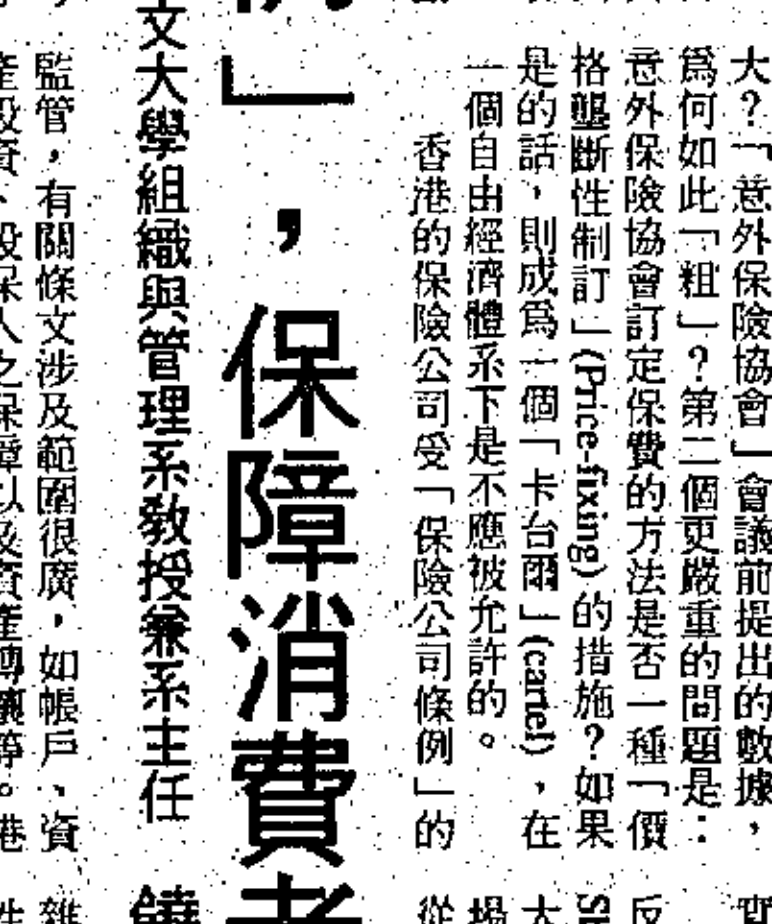 大？「意外保險協會」會議前提出的數據，
爲何如此「粗」？第二個更嚴重的問題是：
意外保險協會訂定保費的方法是否一種「價
格壟斷性制訂」(Price-fixing)的措施？如果
是的話，則成爲一個「卡台爾」(cartel)，在
一個自由經濟體系下是不應被允許的。
香港的保險公司受「保險公司條例」的
」，保障消費者
文大學組織與管理系教授兼系主任 饒
監管，有關條文涉及範圍很廣，如帳戶、資
產投資、投保人之保障以及資產轉讓等。港